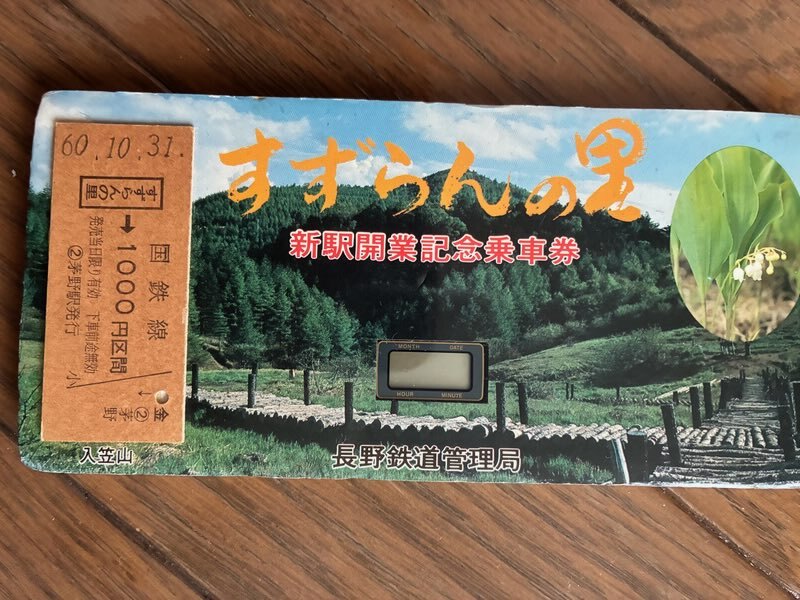 60.10.31.
すずらんの里
国鉄線
→1000円区間
発売当日限り有効 下車前途無効
②茅野駅発行
小
金②茅野
入笠山
すずらんの里
新駅開業記念乗車券
MONTH DATE
HOUR MINUTE
長野鉄道管理局